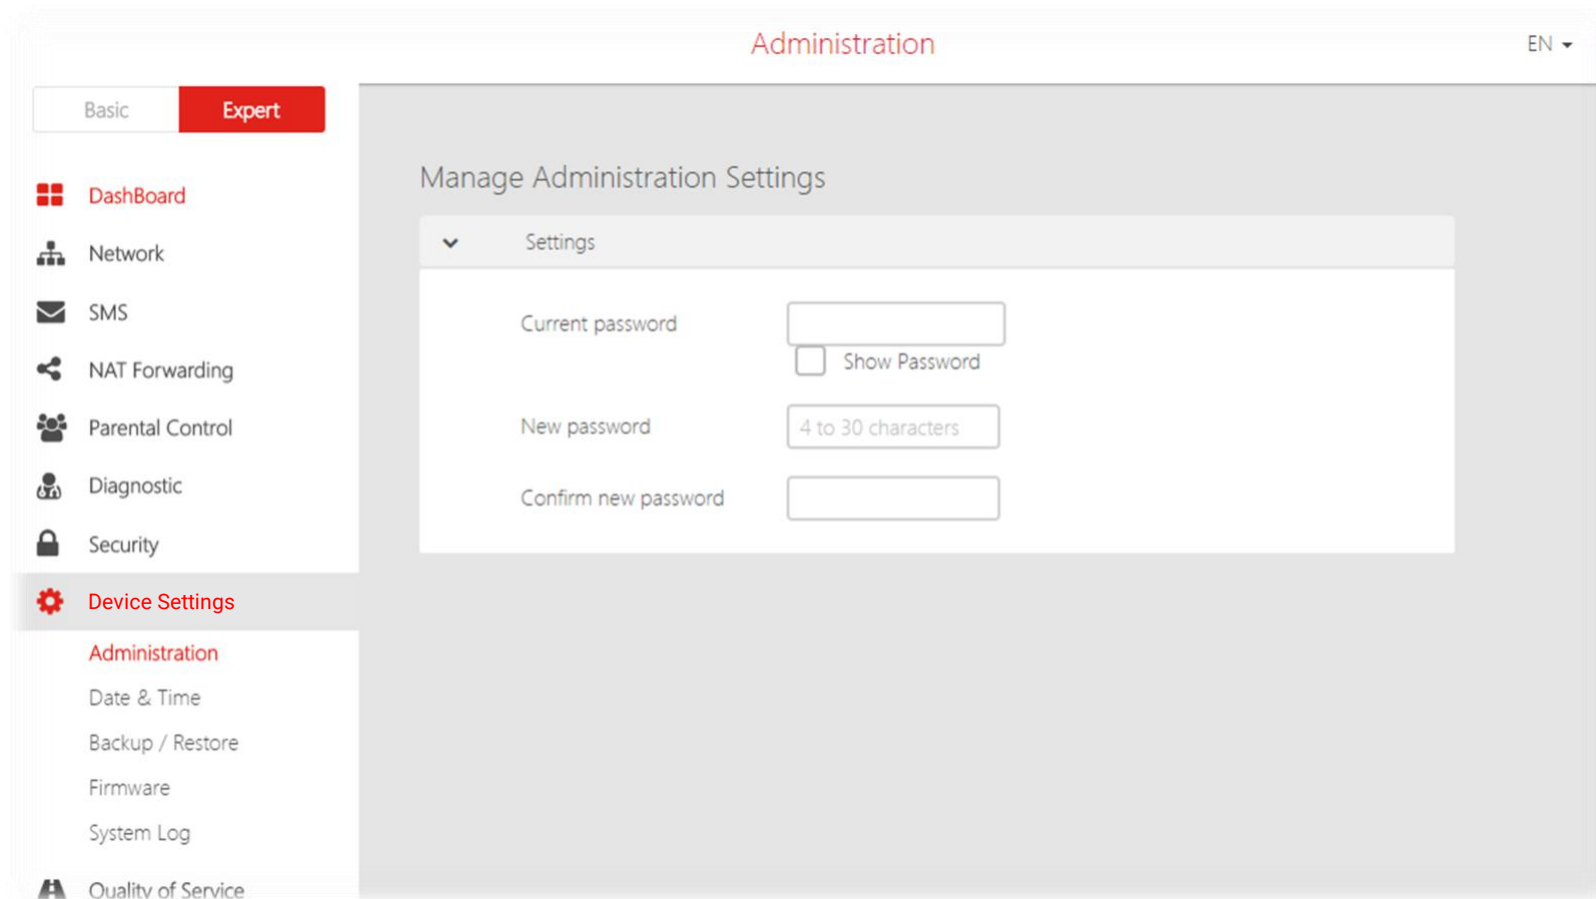 Administration
EN
Basic
Expert
DashBoard
Network
SMS
NAT Forwarding
Parental Control
Diagnostic
Security
Device Settings
Administration
Date & Time
Backup / Restore
Firmware
System Log
Quality of Service
Manage Administration Settings
Settings
Current password
Show Password
New password
4 to 30 characters
Confirm new password